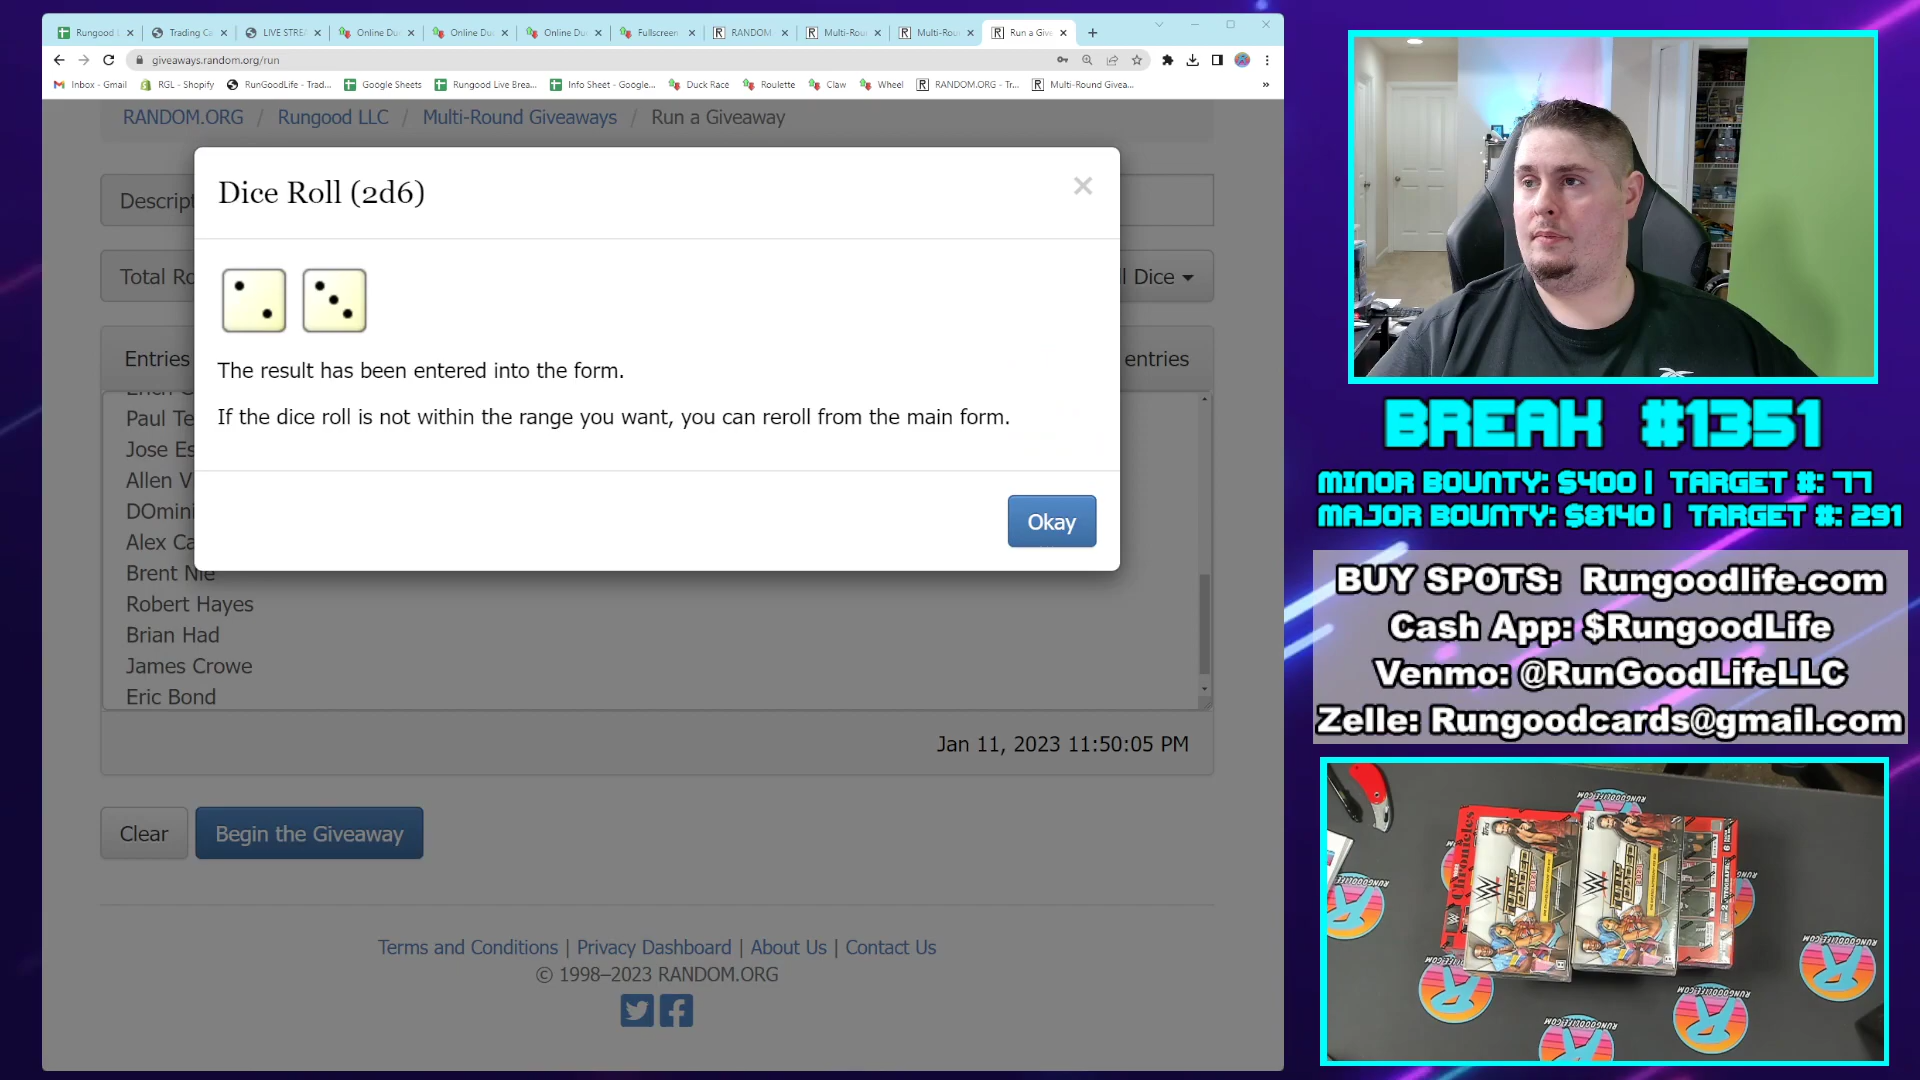 Rungood
Trading Ca
LIVE STRE
Online Du
Online Du
Online Du
Fullscreen
RANDOM
Multi-Rou
Multi-Rou
Run a Give
giveaways.random.org/run
Inbox - Gmail
RGL - Shopify
RunGoodLife - Trad...
Google Sheets
Rungood Live Brea...
Info Sheet - Google...
Duck Race
Roulette
Claw
Wheel
RANDOM.ORG - Tr...
Multi-Round Givea...
RANDOM.ORG / Rungood LLC / Multi-Round Giveaways / Run a Giveaway
Descript
Dice Roll (2d6)
Total Ro
l Dice
The result has been entered into the form.
If the dice roll is not within the range you want, you can reroll from the main form.
Okay
Entries
entries
Paul Te
Jose Es
Allen V
DOmini
Alex Ca
Brent Nie
Robert Hayes
Brian Had
James Crowe
Eric Bond
Jan 11, 2023 11:50:05 PM
Clear
Begin the Giveaway
Terms and Conditions | Privacy Dashboard | About Us | Contact Us
© 1998–2023 RANDOM.ORG
BREAK #1351
MINOR BOUNTY: $400 | TARGET #: 77
MAJOR BOUNTY: $8140 | TARGET #: 291
BUY SPOTS: Rungoodlife.com
Cash App: $RungoodLife
Venmo: @RunGoodLifeLLC
Zelle: Rungoodcards@gmail.com
Chronicles
RUNGOODLIFE.COM